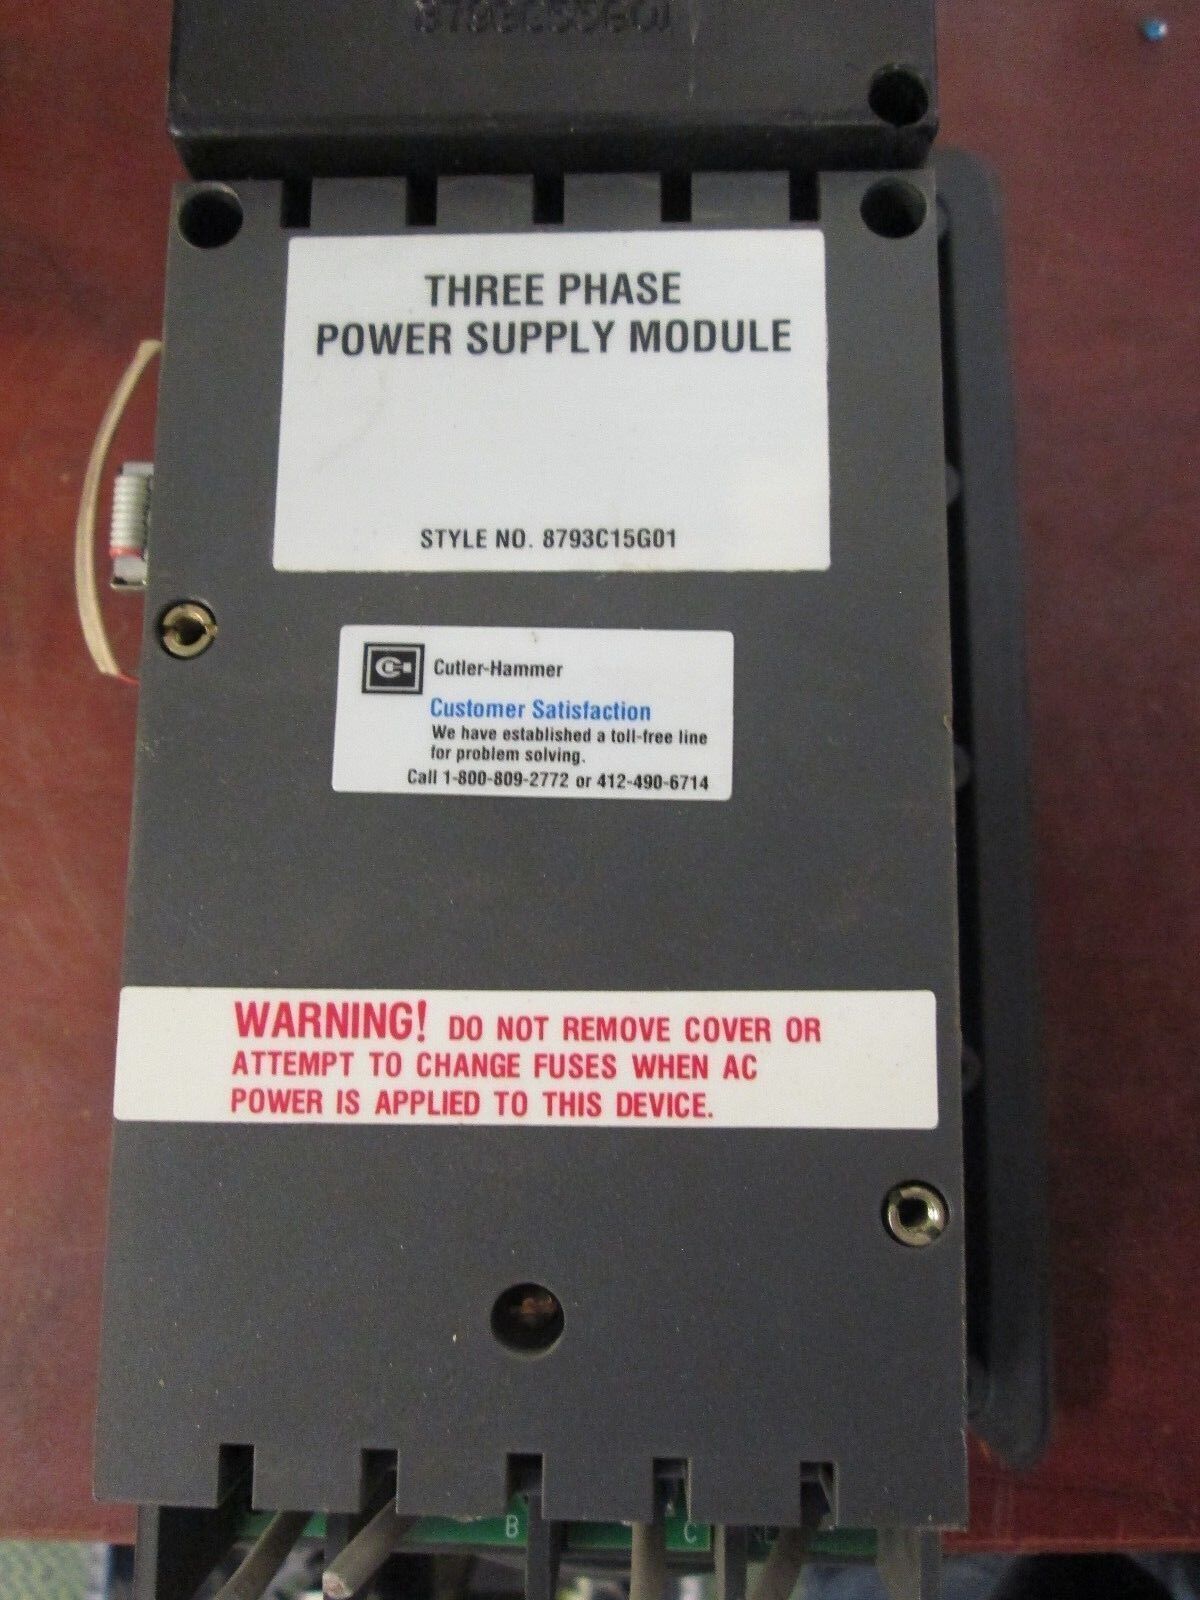 THREE PHASE
POWER SUPPLY MODULE
STYLE NO. 8793C15G01
Cutler-Hammer
Customer Satisfaction
We have established a toll-free line
for problem solving.
Call 1-800-809-2772 or 412-490-6714
WARNING! DO NOT REMOVE COVER OR
ATTEMPT TO CHANGE FUSES WHEN AC
POWER IS APPLIED TO THIS DEVICE.
B C